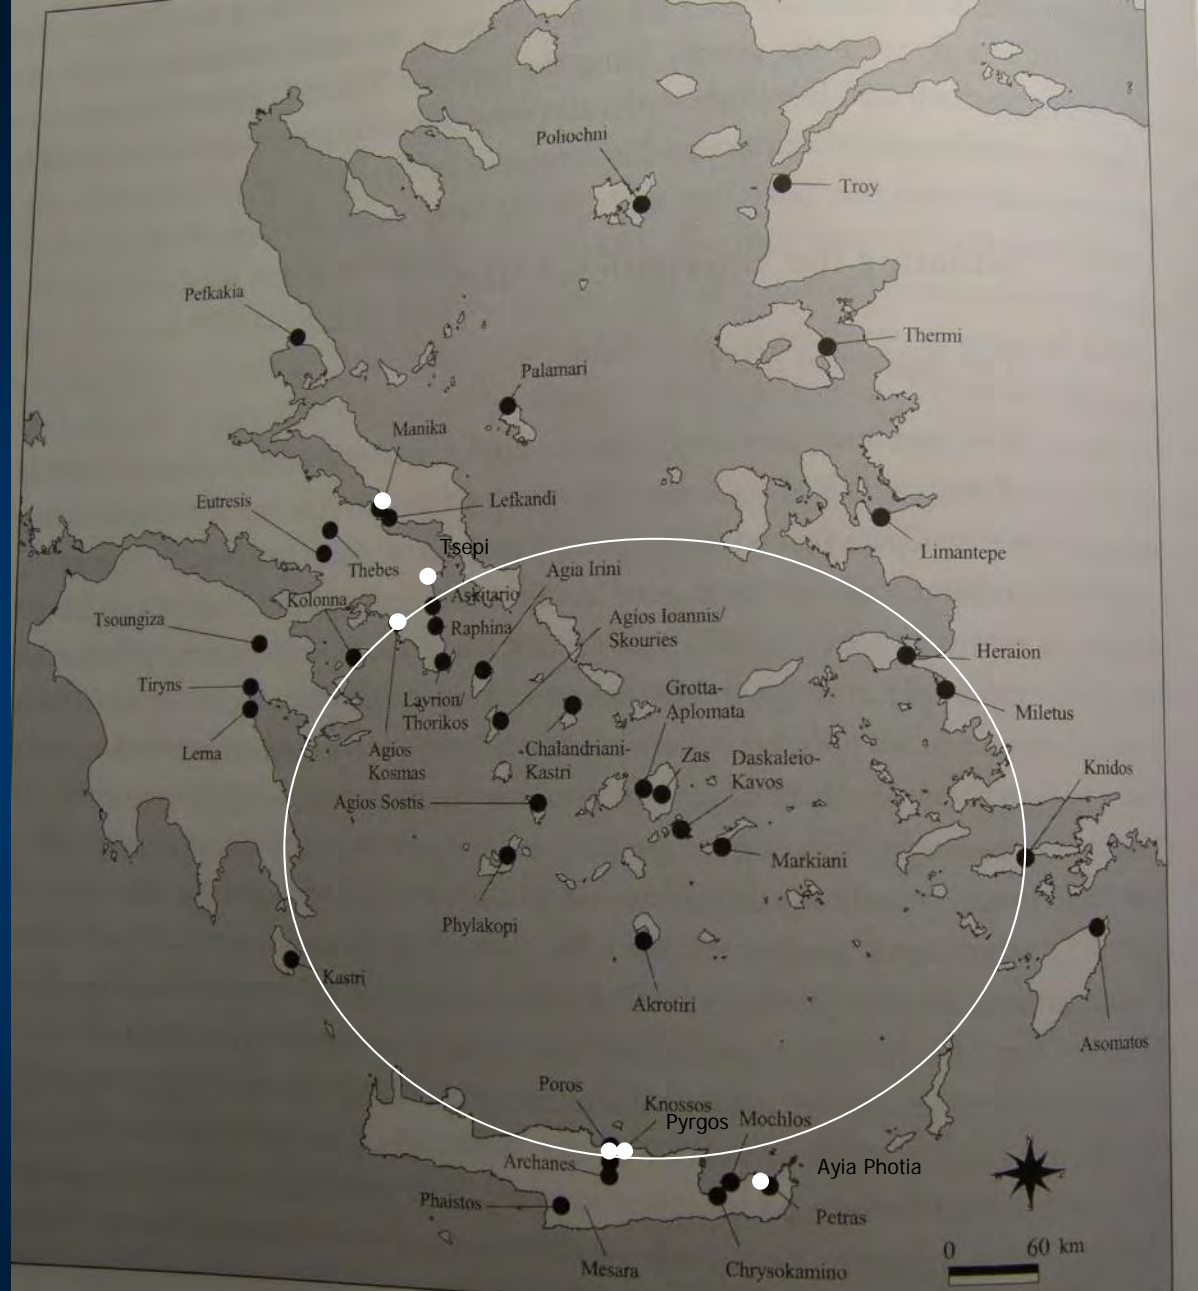 Poliochni
Troy
Pefkakia
Thermi
Palamari
Manika
Eutresis
Lefkandi
Limantepe
Tsepi
Thebes
Agia Irini
Kolonna
Askitario
Tsoungiza
Agios Ioannis/
Skouries
Raphina
Heraion
Tiryns
Grotta-
Aplomata
Lavrion/
Thorikos
Miletus
Lerna
Agios
Kosmas
Chalandriani-
Kastri
Zas
Daskaleio-
Kavos
Knidos
Agios Sostis
Markiani
Phylakopi
Kastri
Akrotiri
Asomatos
Poros
Knossos
Pyrgos
Mochlos
Archanes
Ayia Photia
Phaistos
Petras
0 60 km
Mesara
Chrysokamino